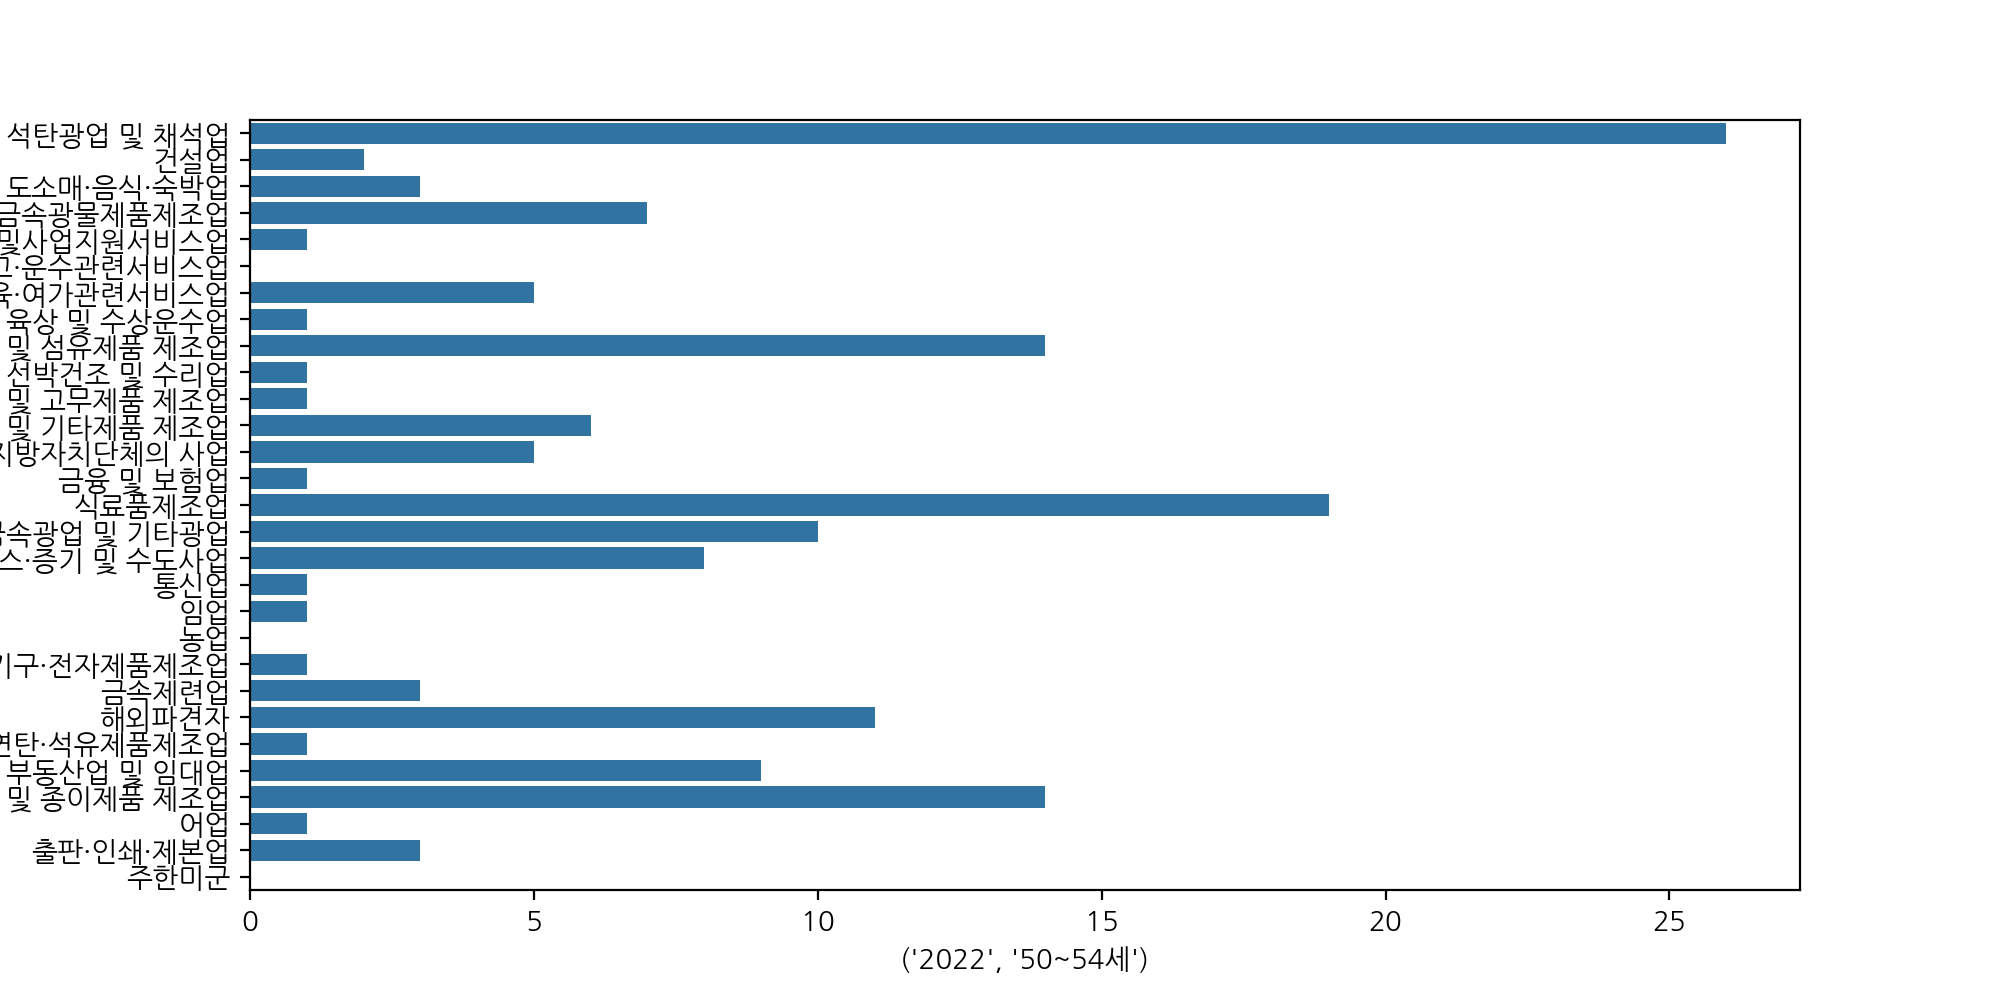 석탄광업 및 채석업
건설업
도소매·음식·숙박업
금속광물제품제조업
및사업지원서비스업
·운수관련서비스업
·여가관련서비스업
육상 및 수상운수업
및 섬유제품 제조업
선박건조 및 수리업
및 고무제품 제조업
및 기타제품 제조업
지방자치단체의 사업
금융 및 보험업
식료품제조업
금속광업 및 기타광업
스·증기 및 수도사업
통신업
임업
농업
기구·전자제품제조업
금속제련업
해외파견자
연탄·석유제품제조업
부동산업 및 임대업
및 종이제품 제조업
어업
출판·인쇄·제본업
주한미군
0 5 10 15 20 25
('2022', '50~54세')